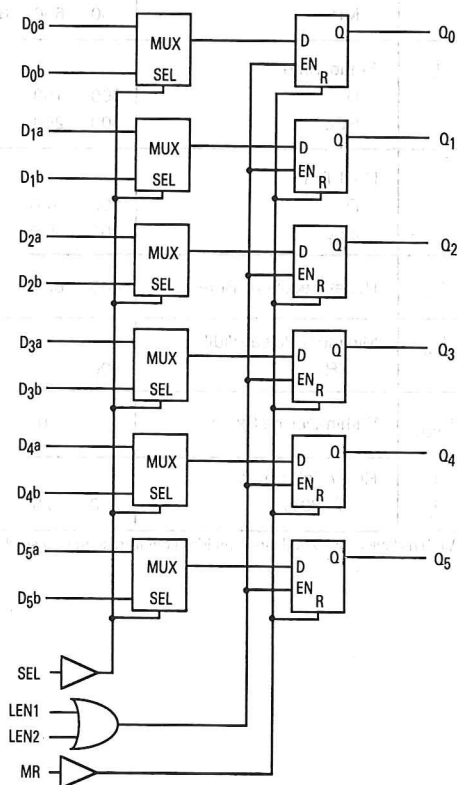 D0a MUX D Q Q0
D0b SEL EN R
D1a MUX D Q Q1
D1b SEL EN R
D2a MUX D Q Q2
D2b SEL EN R
D3a MUX D Q Q3
D3b SEL EN R
D4a MUX D Q Q4
D4b SEL EN R
D5a MUX D Q Q5
D5b SEL EN R
SEL
LEN1
LEN2
MR